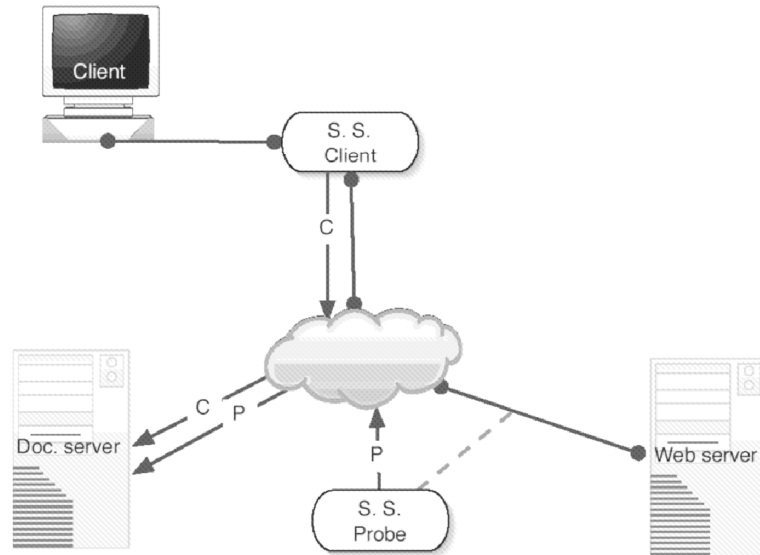 Client
S. S.
Client
C
C
P
Doc. server
P
Web server
S. S.
Probe